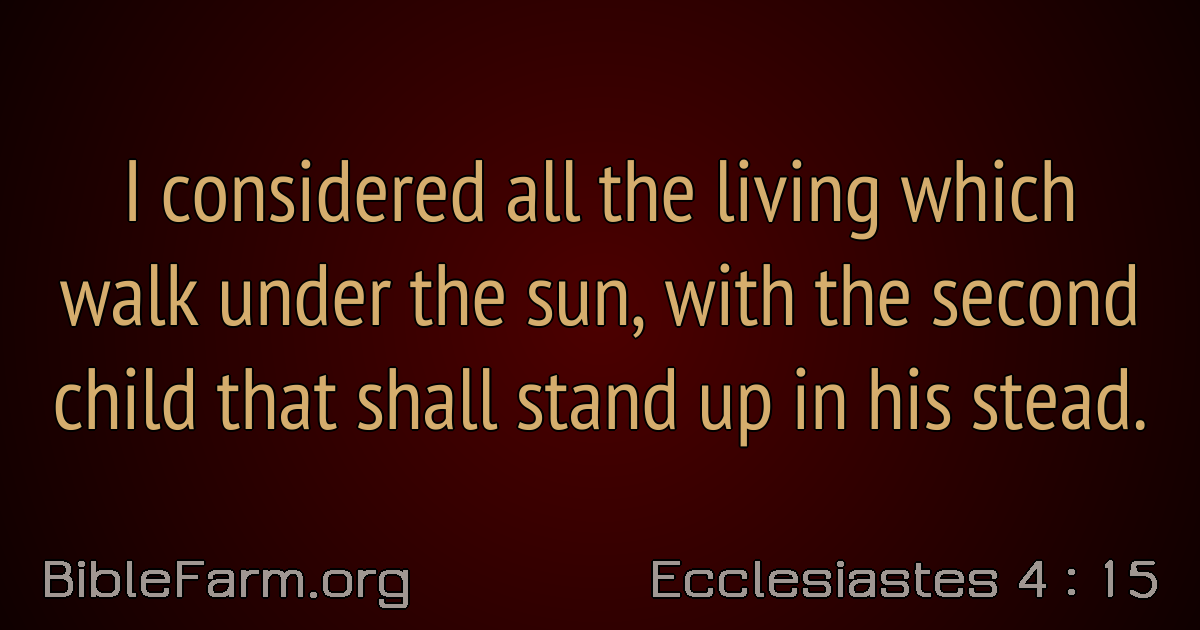 I considered all the living which
walk under the sun, with the second
child that shall stand up in his stead.
BibleFarm.org
Ecclesiastes 4 : 15